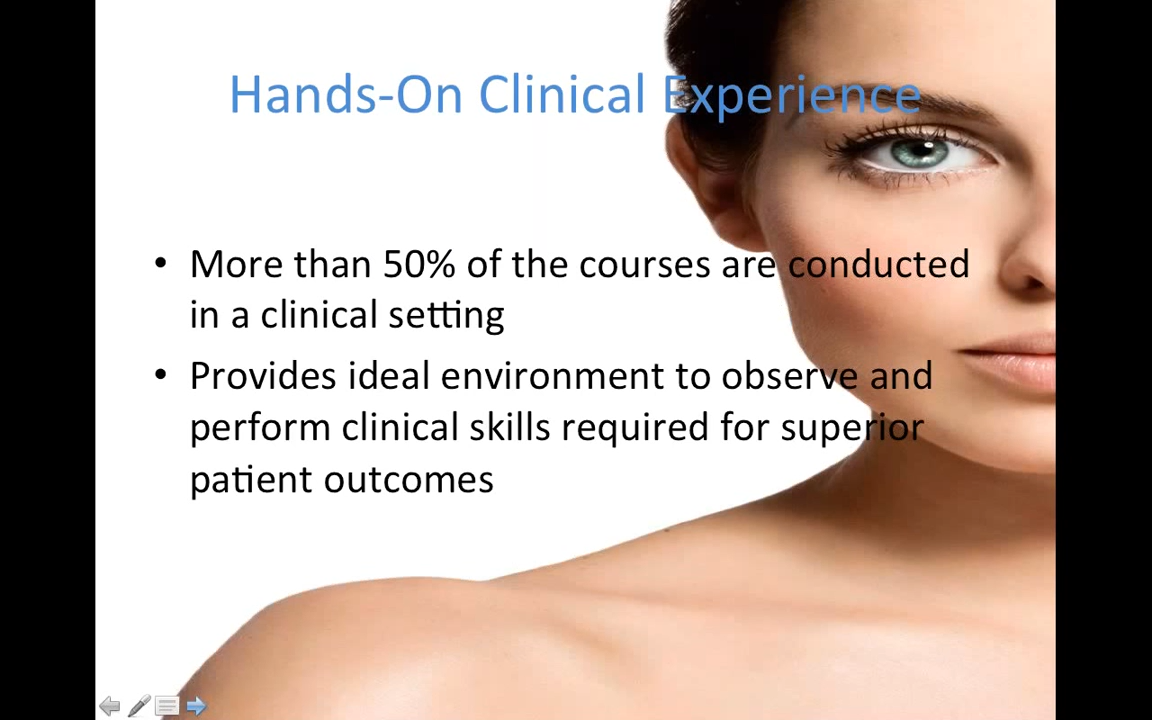 Hands-On Clinical Experience
• More than 50% of the courses are conducted
in a clinical setting
• Provides ideal environment to observe and
perform clinical skills required for superior
patient outcomes